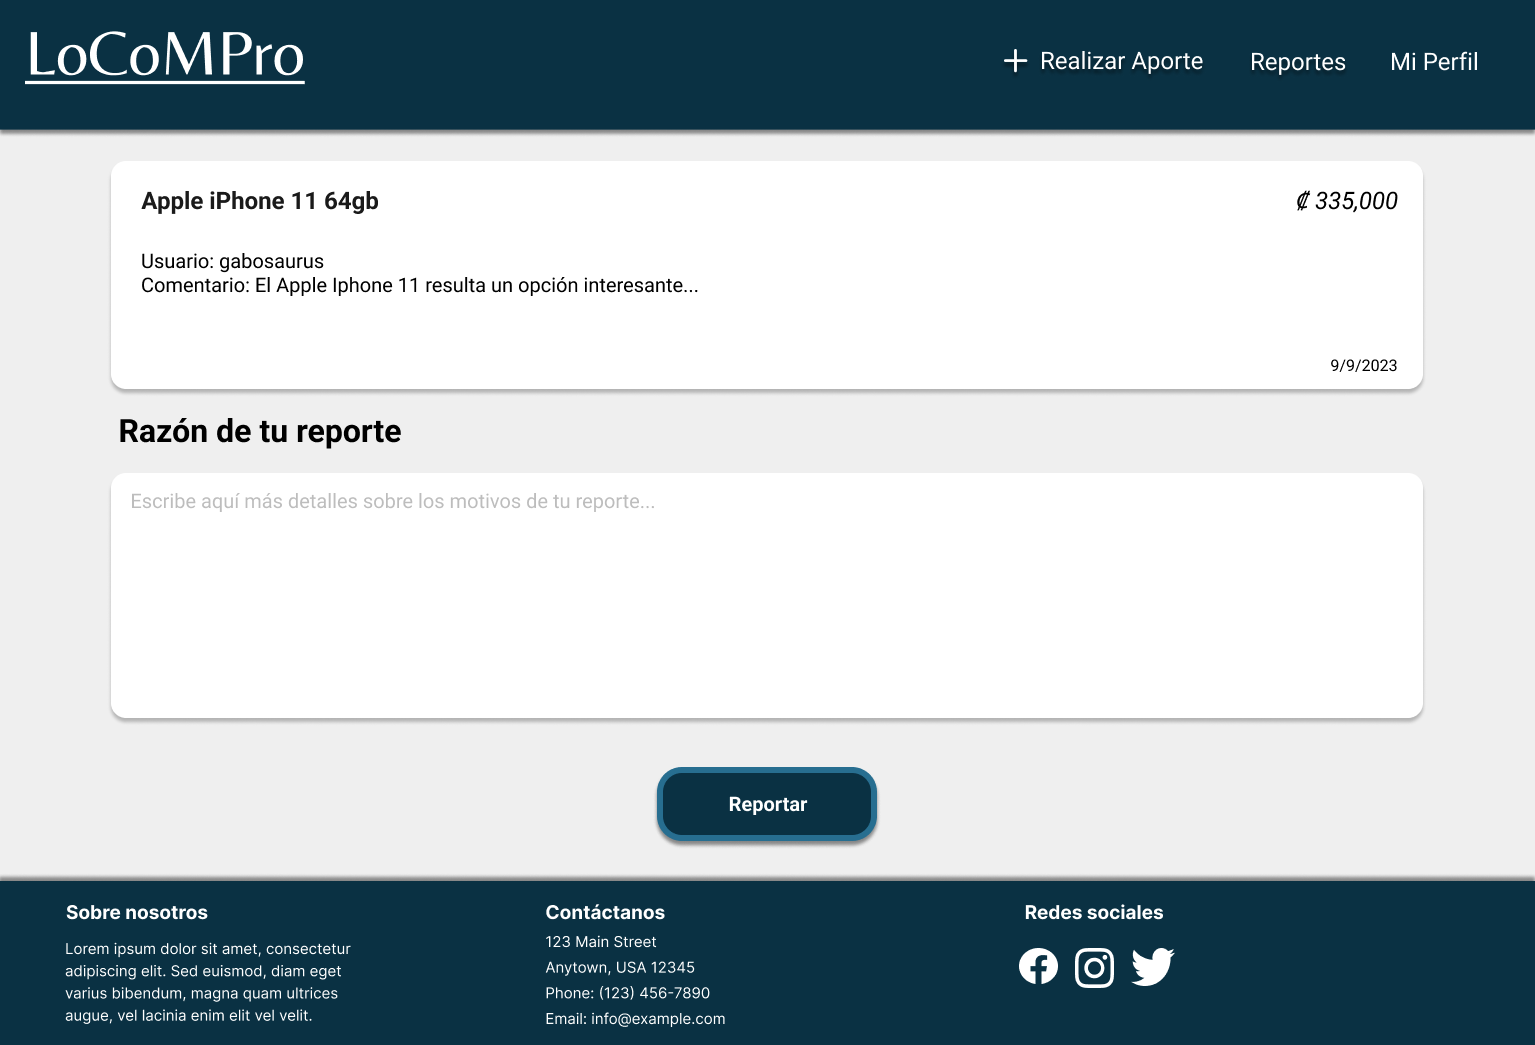 LoCoMPro
Realizar Aporte
Reportes
Mi Perfil
Apple iPhone 11 64gb
₡ 335,000
Usuario: gabosaurus
Comentario: El Apple Iphone 11 resulta un opción interesante...
9/9/2023
Razón de tu reporte
Escribe aquí más detalles sobre los motivos de tu reporte...
Reportar
Sobre nosotros
Lorem ipsum dolor sit amet, consectetur
adipiscing elit. Sed euismod, diam eget
varius bibendum, magna quam ultrices
augue, vel lacinia enim elit vel velit.
Contáctanos
123 Main Street
Anytown, USA 12345
Phone: (123) 456-7890
Email: info@example.com
Redes sociales